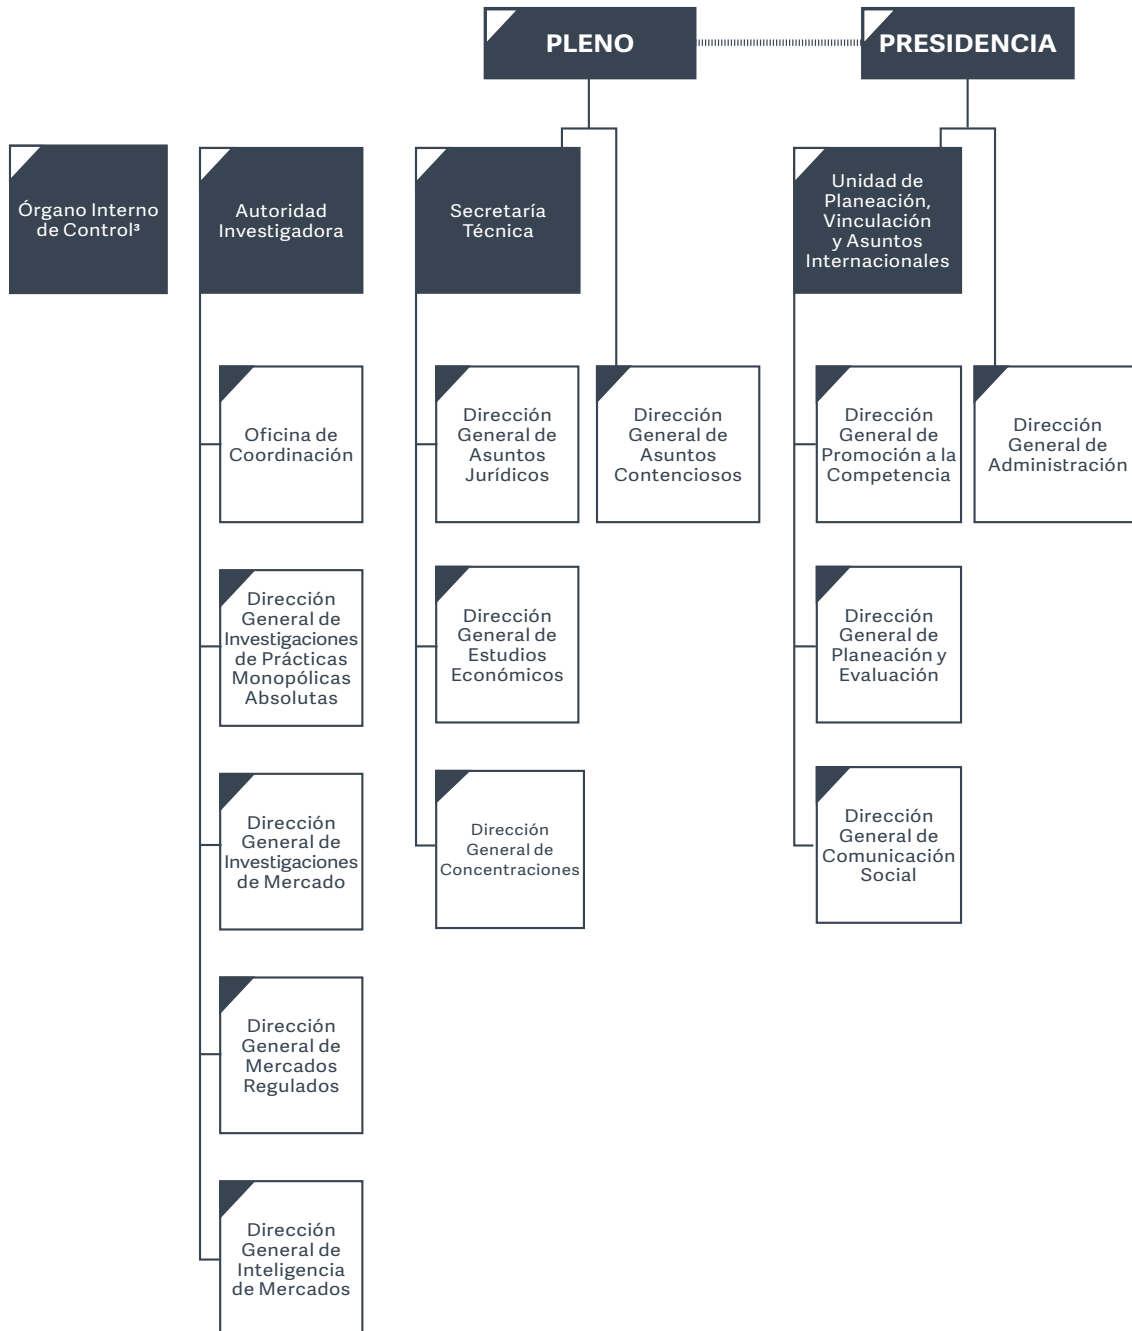 PLENO
PRESIDENCIA
Órgano Interno
de Control³
Autoridad
Investigadora
Secretaría
Técnica
Unidad de
Planeación,
Vinculación
y Asuntos
Internacionales
Oficina de
Coordinación
Dirección
General de
Asuntos
Jurídicos
Dirección
General de
Asuntos
Contenciosos
Dirección
General de
Promoción a la
Competencia
Dirección
General de
Administración
Dirección
General de
Investigaciones
de Prácticas
Monopólicas
Absolutas
Dirección
General de
Estudios
Económicos
Dirección
General de
Planeación y
Evaluación
Dirección
General de
Investigaciones
de Mercado
Dirección
General de
Concentraciones
Dirección
General de
Comunicación
Social
Dirección
General de
Mercados
Regulados
Dirección
General de
Inteligencia
de Mercados